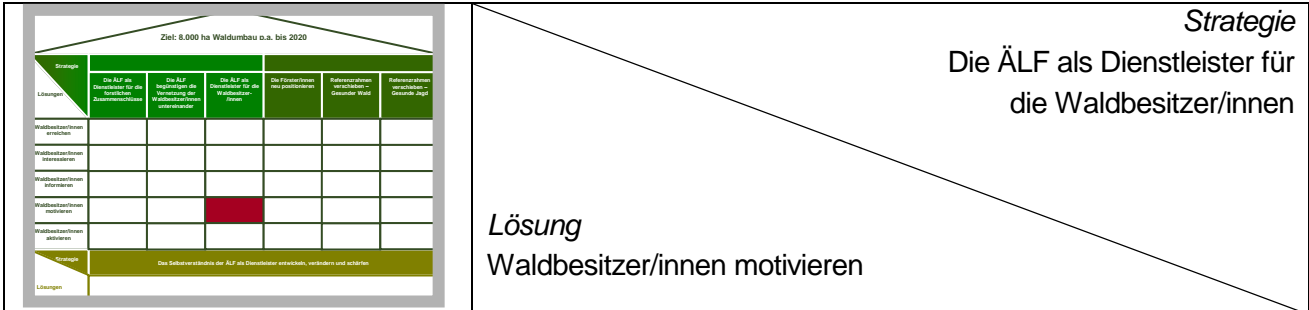 Ziel: 8.000 ha Waldumbau p.a. bis 2020
Strategie
Lösungen
Die ÄLF als
Dienstleister für die
forstlichen
Zusammenschlüsse
Die ÄLF
begünstigen die
Vernetzung der
Waldbesitzer/innen
untereinander
Die ÄLF als
Dienstleister für die
Waldbesitzer-
/innen
Die Förster/innen
neu positionieren
Referenzrahmen
verschieben –
Gesunder Wald
Referenzrahmen
verschieben –
Gesunde Jagd
Waldbesitzer/innen
erreichen
Waldbesitzer/innen
interessieren
Waldbesitzer/innen
informieren
Waldbesitzer/innen
motivieren
Waldbesitzer/innen
aktivieren
Strategie
Das Selbstverständnis der ÄLF als Dienstleister entwickeln, verändern und schärfen
Lösungen
Strategie
Die ÄLF als Dienstleister für
die Waldbesitzer/innen
Lösung
Waldbesitzer/innen motivieren